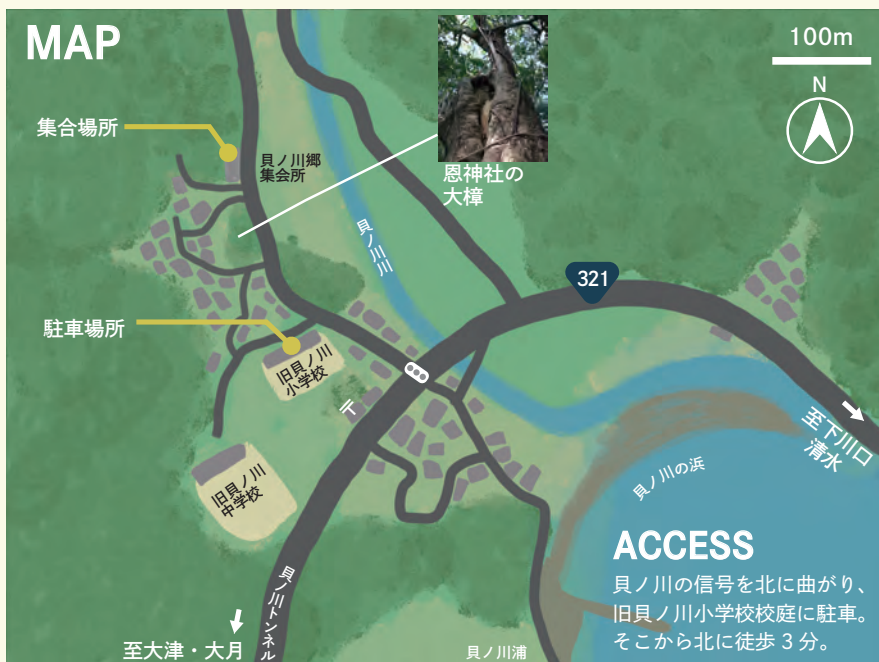 MAP
100m
N
集合場所
貝ノ川郷
集会所
恩神社の
大樟
貝ノ川川
321
駐車場所
旧貝ノ川
小学校
〒
旧貝ノ川
中学校
至下川口
清水
貝ノ川の浜
貝ノ川トンネル
至大津・大月
貝ノ川浦
ACCESS
貝ノ川の信号を北に曲がり、
旧貝ノ川小学校校庭に駐車。
そこから北に徒歩 3 分。